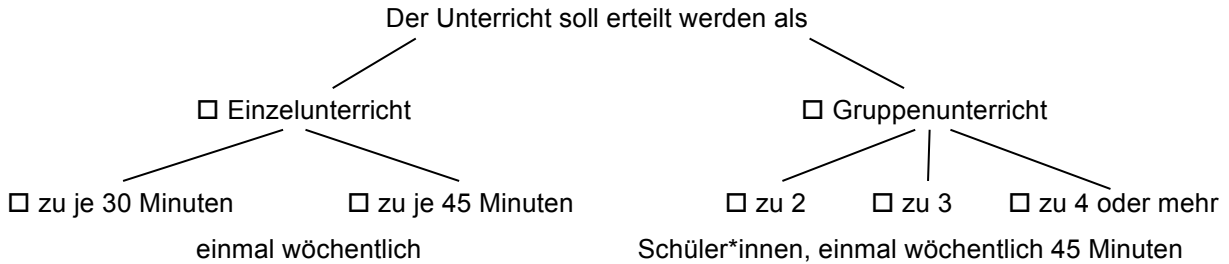 Der Unterricht soll erteilt werden als
☐ Einzelunterricht ☐ Gruppenunterricht
☐ zu je 30 Minuten ☐ zu je 45 Minuten ☐ zu 2 ☐ zu 3 ☐ zu 4 oder mehr
einmal wöchentlich Schüler*innen, einmal wöchentlich 45 Minuten